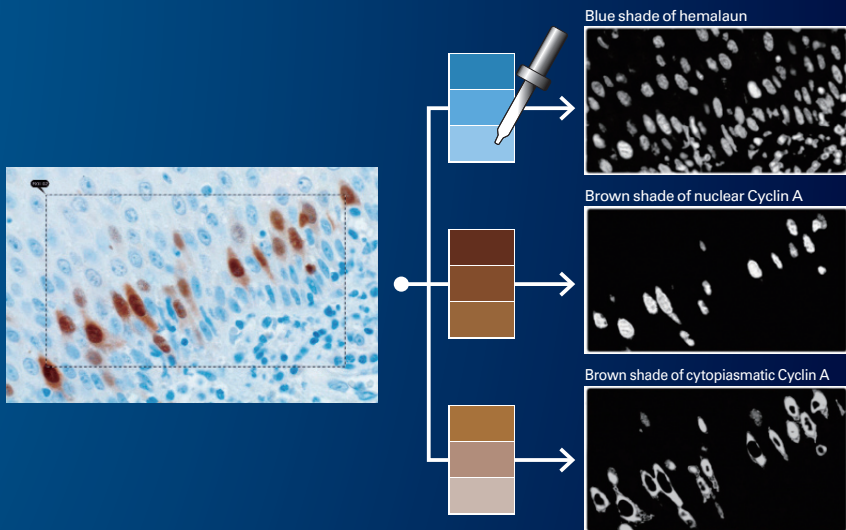 Blue shade of hemalaun
Brown shade of nuclear Cyclin A
Brown shade of cytopiasmatic Cyclin A